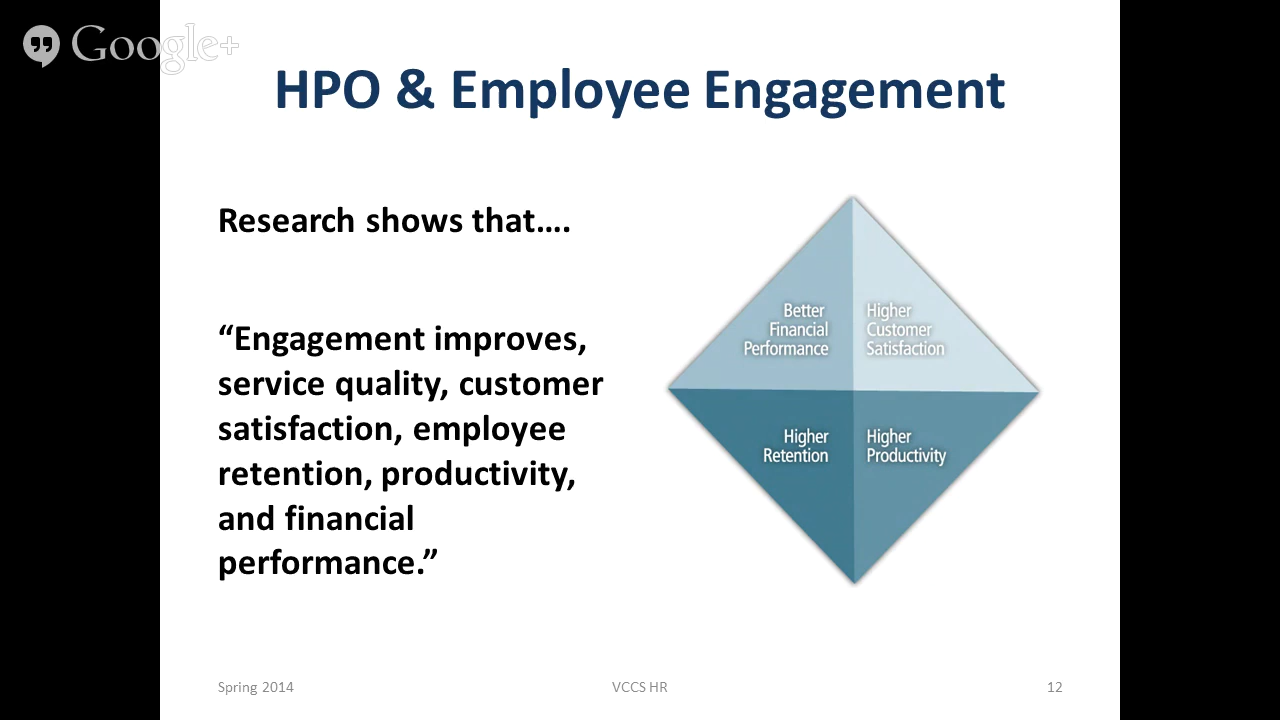 Google+
HPO & Employee Engagement
Research shows that....
“Engagement improves,
service quality, customer
satisfaction, employee
retention, productivity,
and financial
performance.”
Better
Financial
Performance
Higher
Customer
Satisfaction
Higher
Retention
Higher
Productivity
Spring 2014
VCCS HR
12